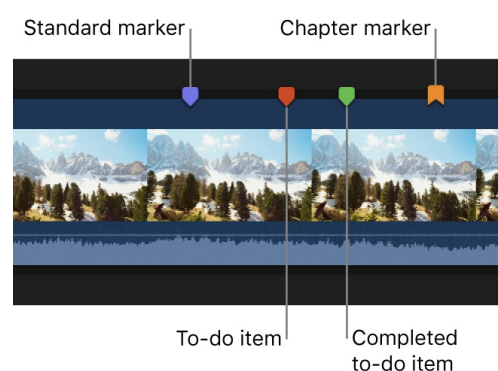 Standard marker
Chapter marker
To-do item
Completed
to-do item